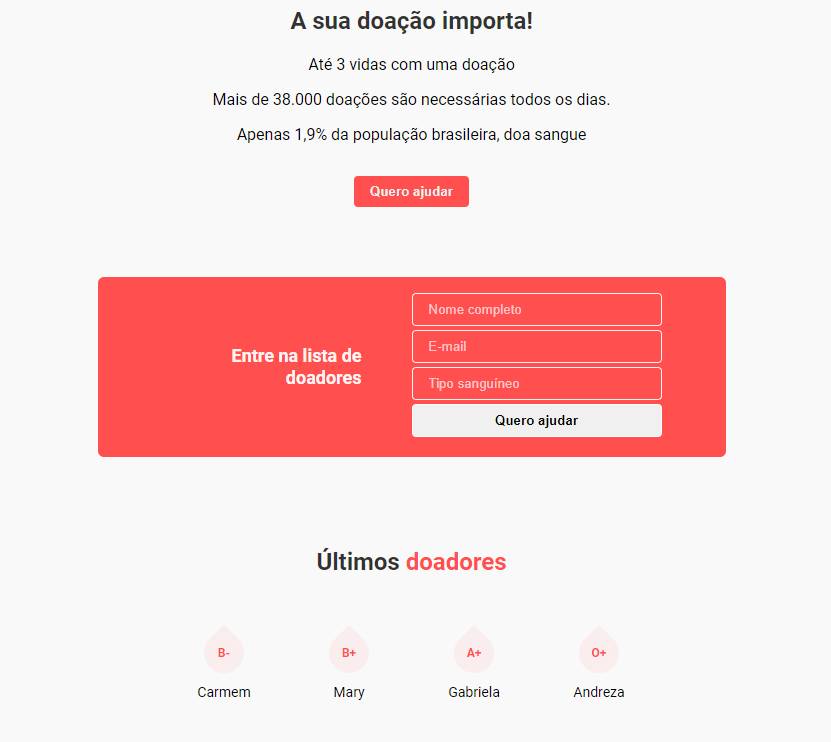 A sua doação importa!
Até 3 vidas com uma doação
Mais de 38.000 doações são necessárias todos os dias.
Apenas 1,9% da população brasileira, doa sangue
Quero ajudar
Entre na lista de
doadores
Nome completo
E-mail
Tipo sanguíneo
Quero ajudar
Últimos doadores
B-
B+
A+
O+
Carmem
Mary
Gabriela
Andreza